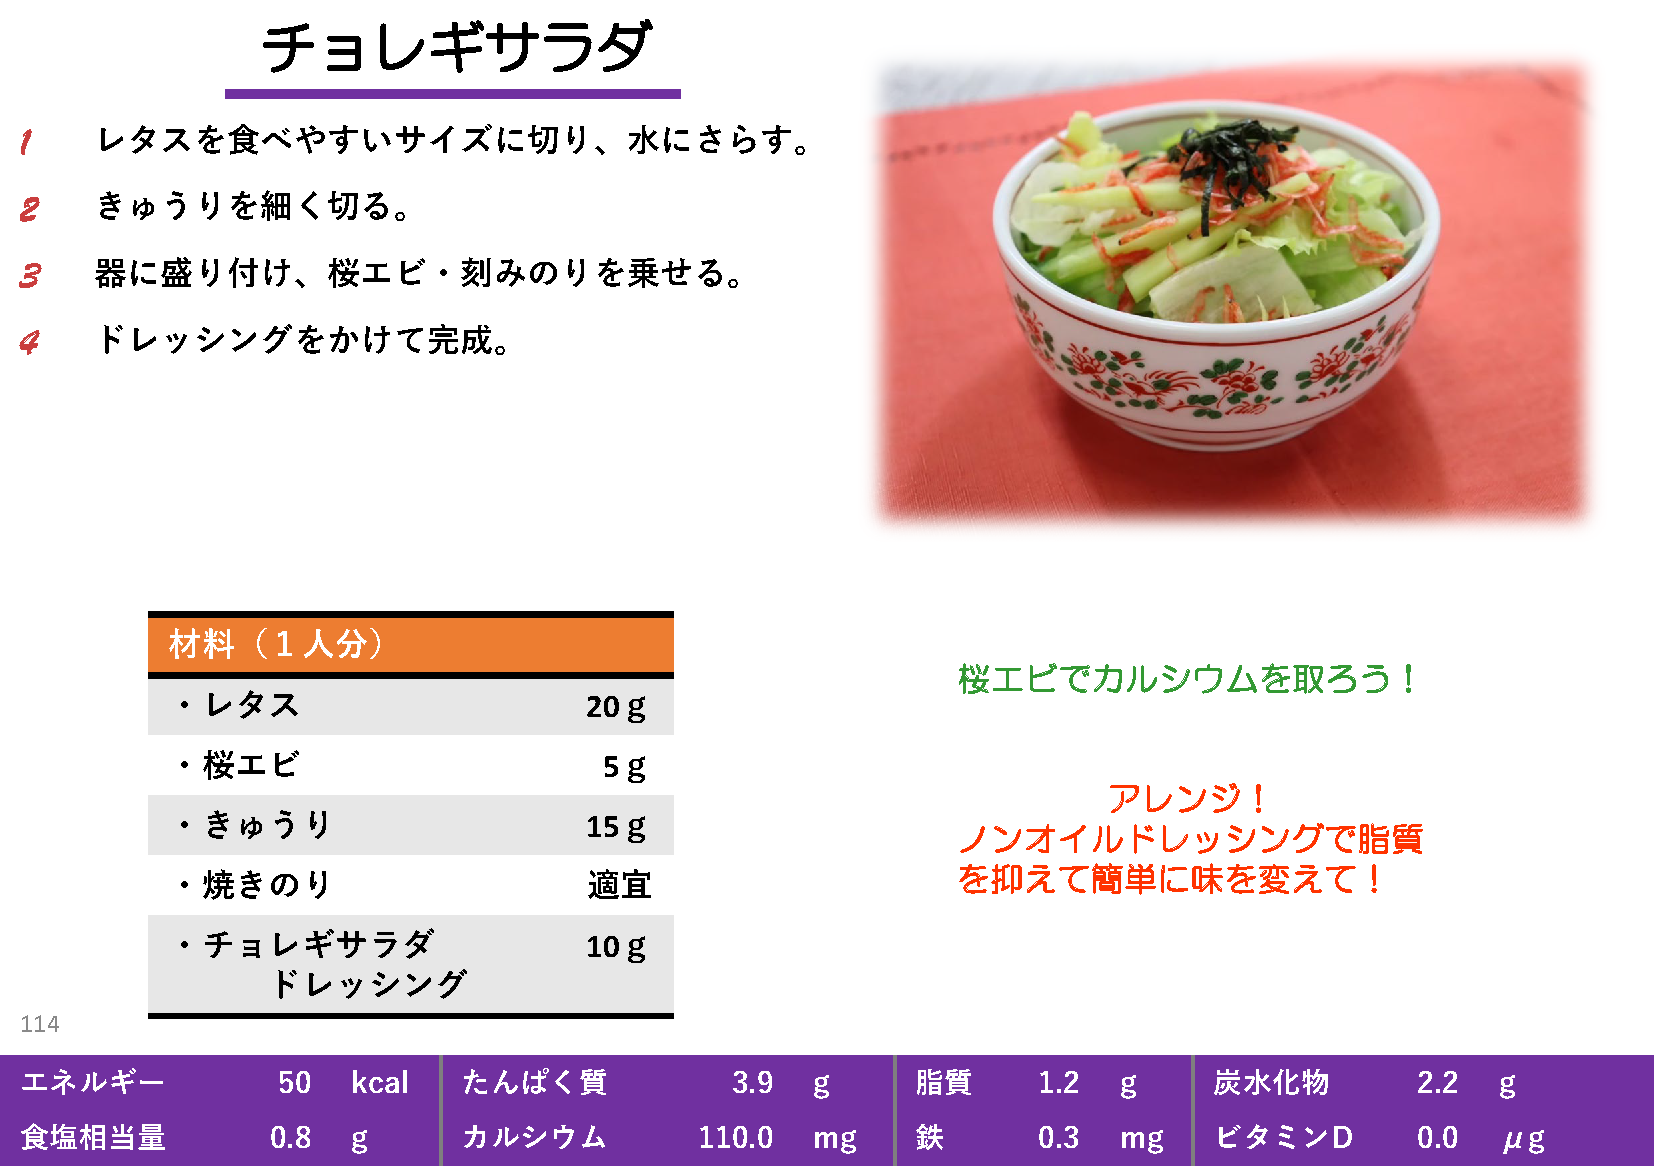 チョレギサラダ
1 レタスを食べやすいサイズに切り、水にさらす。
2 きゅうりを細く切る。
3 器に盛り付け、桜エビ・刻みのりを乗せる。
4 ドレッシングをかけて完成。
材料（１人分）
・レタス 20ｇ
・桜エビ 5ｇ
・きゅうり 15ｇ
・焼きのり 適宜
・チョレギサラダ 10ｇ
ドレッシング
桜エビでカルシウムを取ろう！
アレンジ！
ノンオイルドレッシングで脂質
を抑えて簡単に味を変えて！
114
エネルギー 50 kcal たんぱく質 3.9 g 脂質 1.2 g 炭水化物 2.2 g
食塩相当量 0.8 g カルシウム 110.0 mg 鉄 0.3 mg ビタミンD 0.0 μg